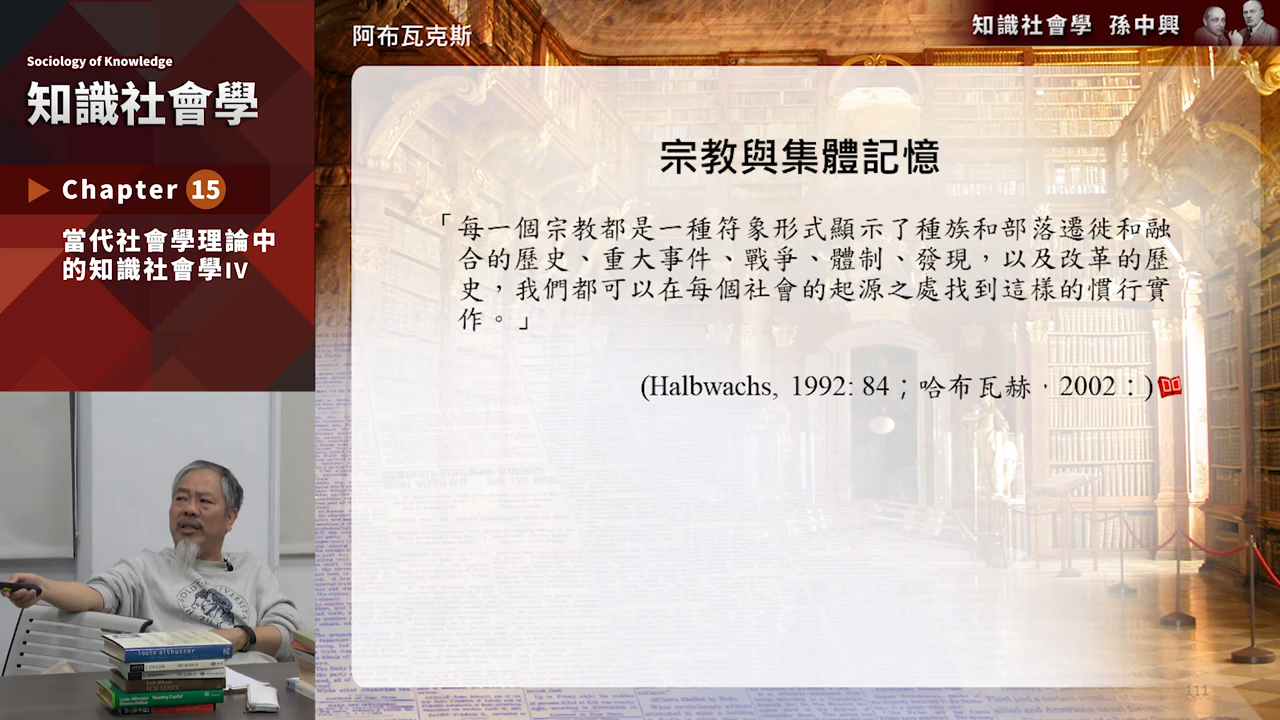 Sociology of Knowledge
知識社會學
Chapter 15
當代社會學理論中
的知識社會學IV
阿布瓦克斯
知識社會學 孫中興
宗教與集體記憶
「每一個宗教都是一種符象形式顯示了種族和部落遷徙和融
合的歷史、重大事件、戰爭、體制、發現，以及改革的歷
史，我們都可以在每個社會的起源之處找到這樣的慣行實
作。」
(Halbwachs, 1992: 84；哈布瓦赫，2002：)
louis althusser
FOR MARX
Reading Capital
111